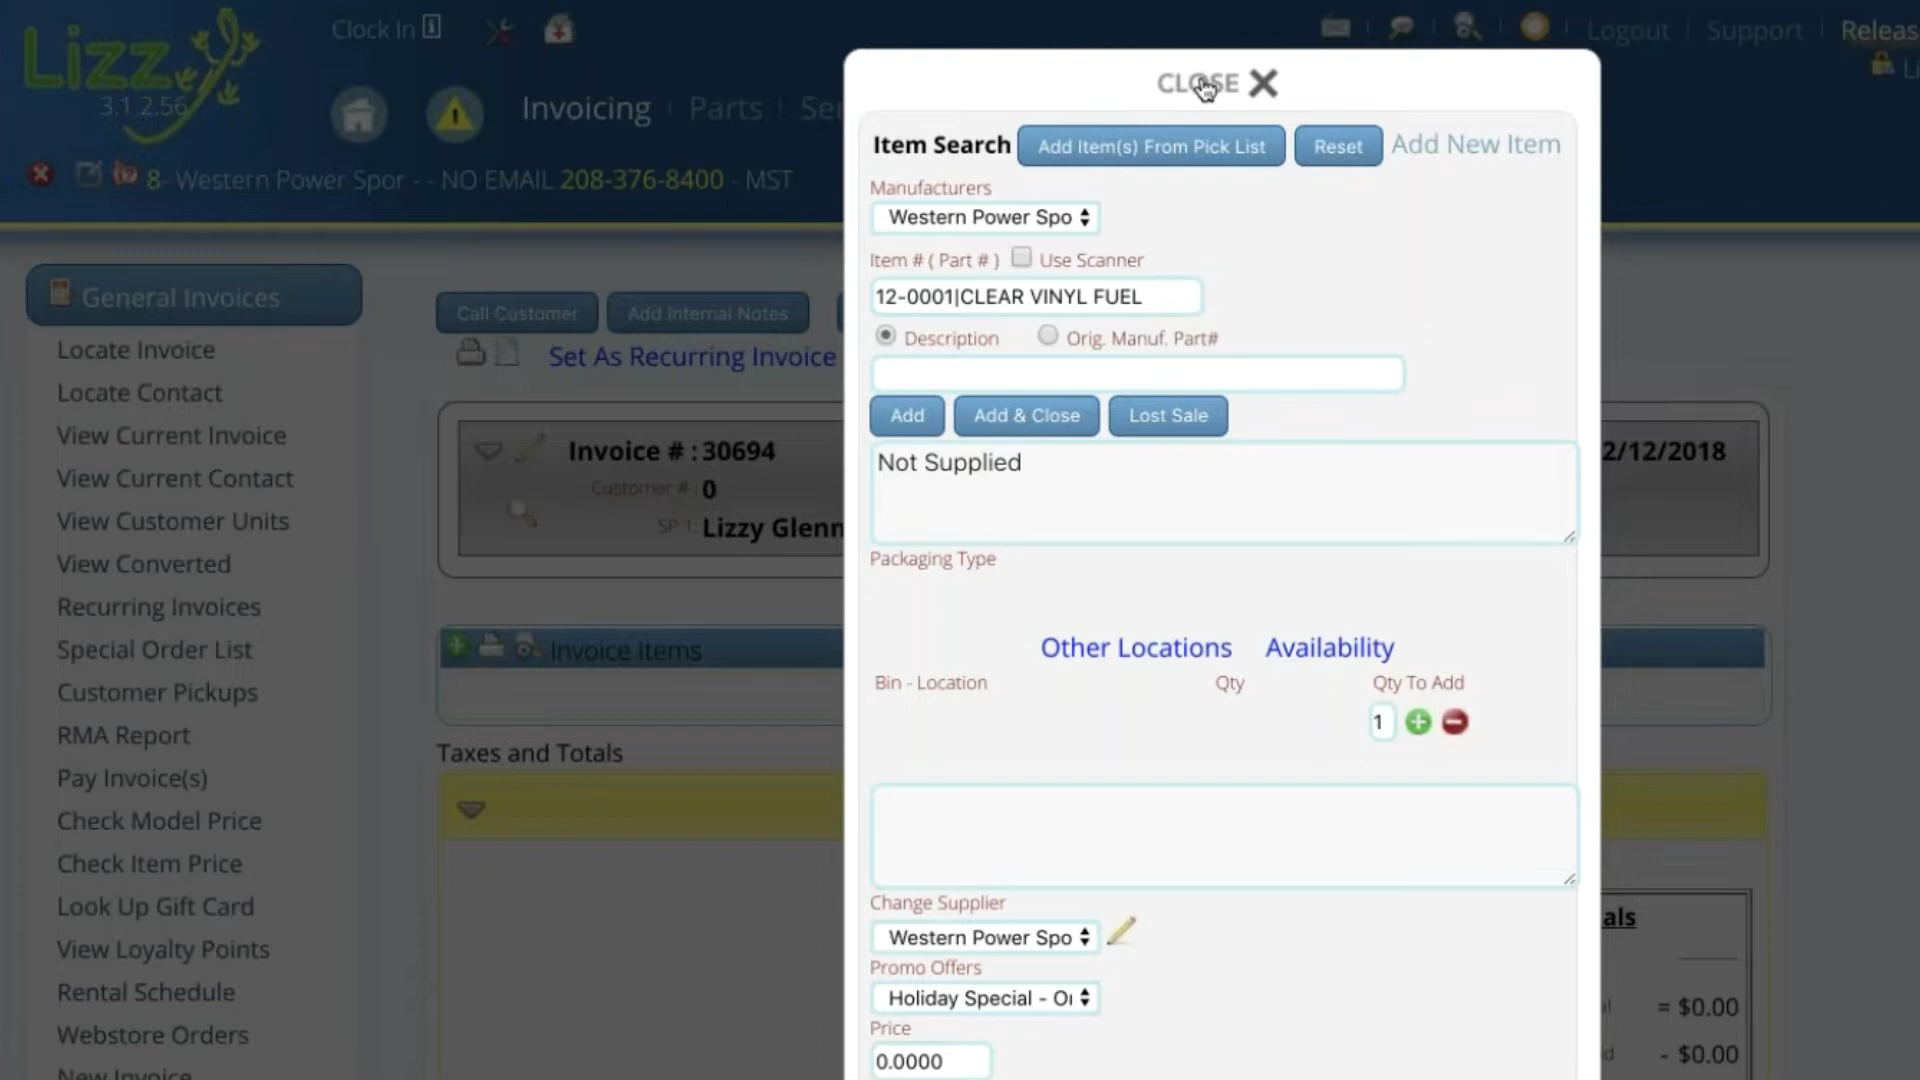 Lizzy
3.1.2.56
Clock In
Logout
Support
Releas
Li
Invoicing
Parts
Ser
8- Western Power Spor - - NO EMAIL 208-376-8400 - MST
General Invoices
Locate Invoice
Locate Contact
View Current Invoice
View Current Contact
View Customer Units
View Converted
Recurring Invoices
Special Order List
Customer Pickups
RMA Report
Pay Invoice(s)
Check Model Price
Check Item Price
Look Up Gift Card
View Loyalty Points
Rental Schedule
Webstore Orders
New Invoice
Call Customer
Add Internal Notes
Set As Recurring Invoice
Invoice # : 30694
Customer # : 0
SP 1: Lizzy Glenn
2/12/2018
Invoice Items
Taxes and Totals
als
= $0.00
- $0.00
CLOSE
Item Search
Add Item(s) From Pick List
Reset
Add New Item
Manufacturers
Western Power Spo
Item # ( Part # )
Use Scanner
12-0001|CLEAR VINYL FUEL
Description
Orig. Manuf. Part#
Add
Add & Close
Lost Sale
Not Supplied
Packaging Type
Other Locations
Availability
Bin - Location
Qty
Qty To Add
1
Change Supplier
Western Power Spo
Promo Offers
Holiday Special - Or
Price
0.0000